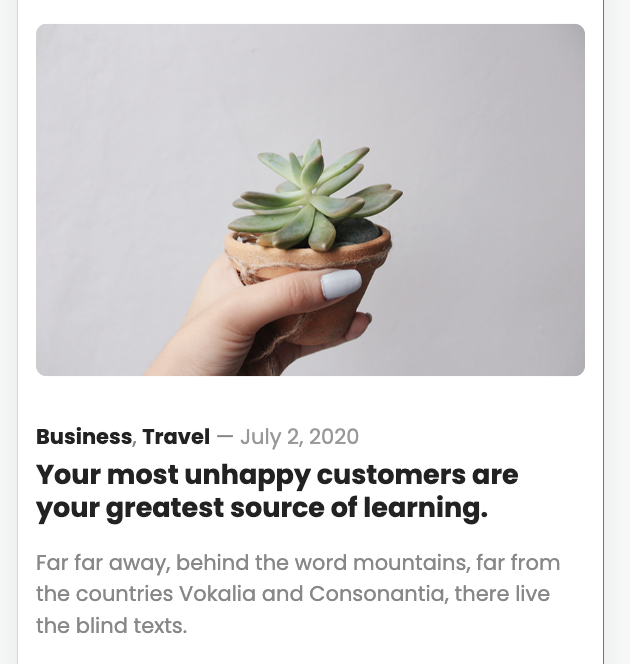 Business, Travel — July 2, 2020
Your most unhappy customers are
your greatest source of learning.
Far far away, behind the word mountains, far from
the countries Vokalia and Consonantia, there live
the blind texts.